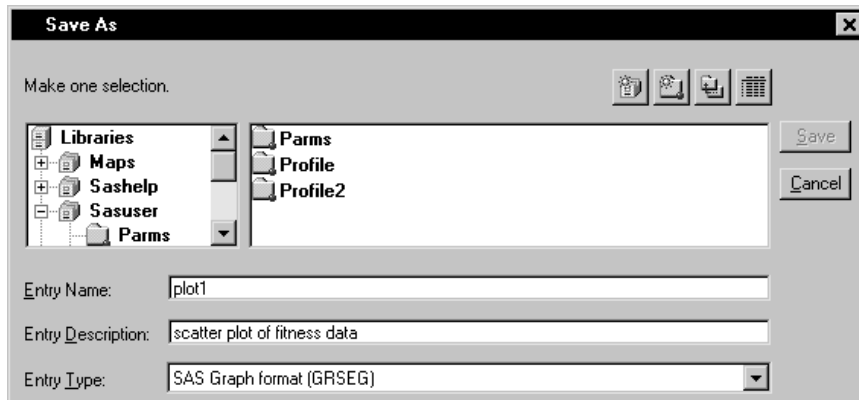 Save As
Make one selection.
Libraries
Maps
Sashelp
Sasuser
Parms
Parms
Profile
Profile2
Save
Cancel
Entry Name: plot1
Entry Description: scatter plot of fitness data
Entry Type: SAS Graph format (GRSEG)